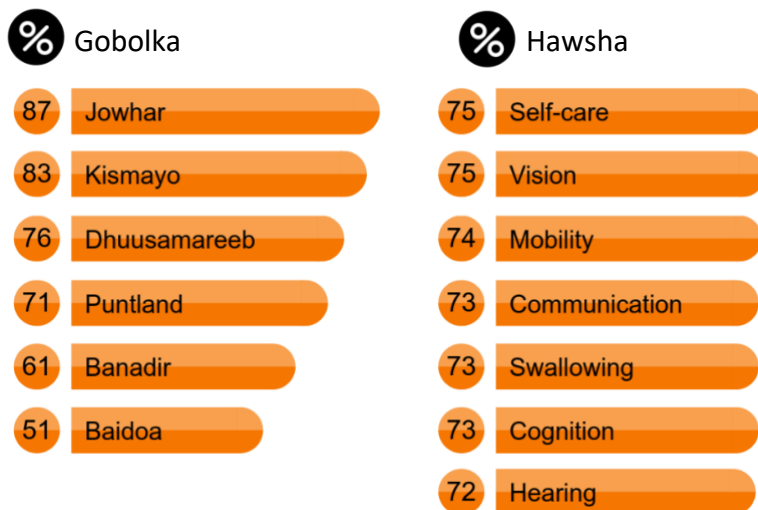 % Gobolka
87 Jowhar
83 Kismayo
76 Dhuusamareeb
71 Puntland
61 Banadir
51 Baidoa
% Hawsha
75 Self-care
75 Vision
74 Mobility
73 Communication
73 Swallowing
73 Cognition
72 Hearing